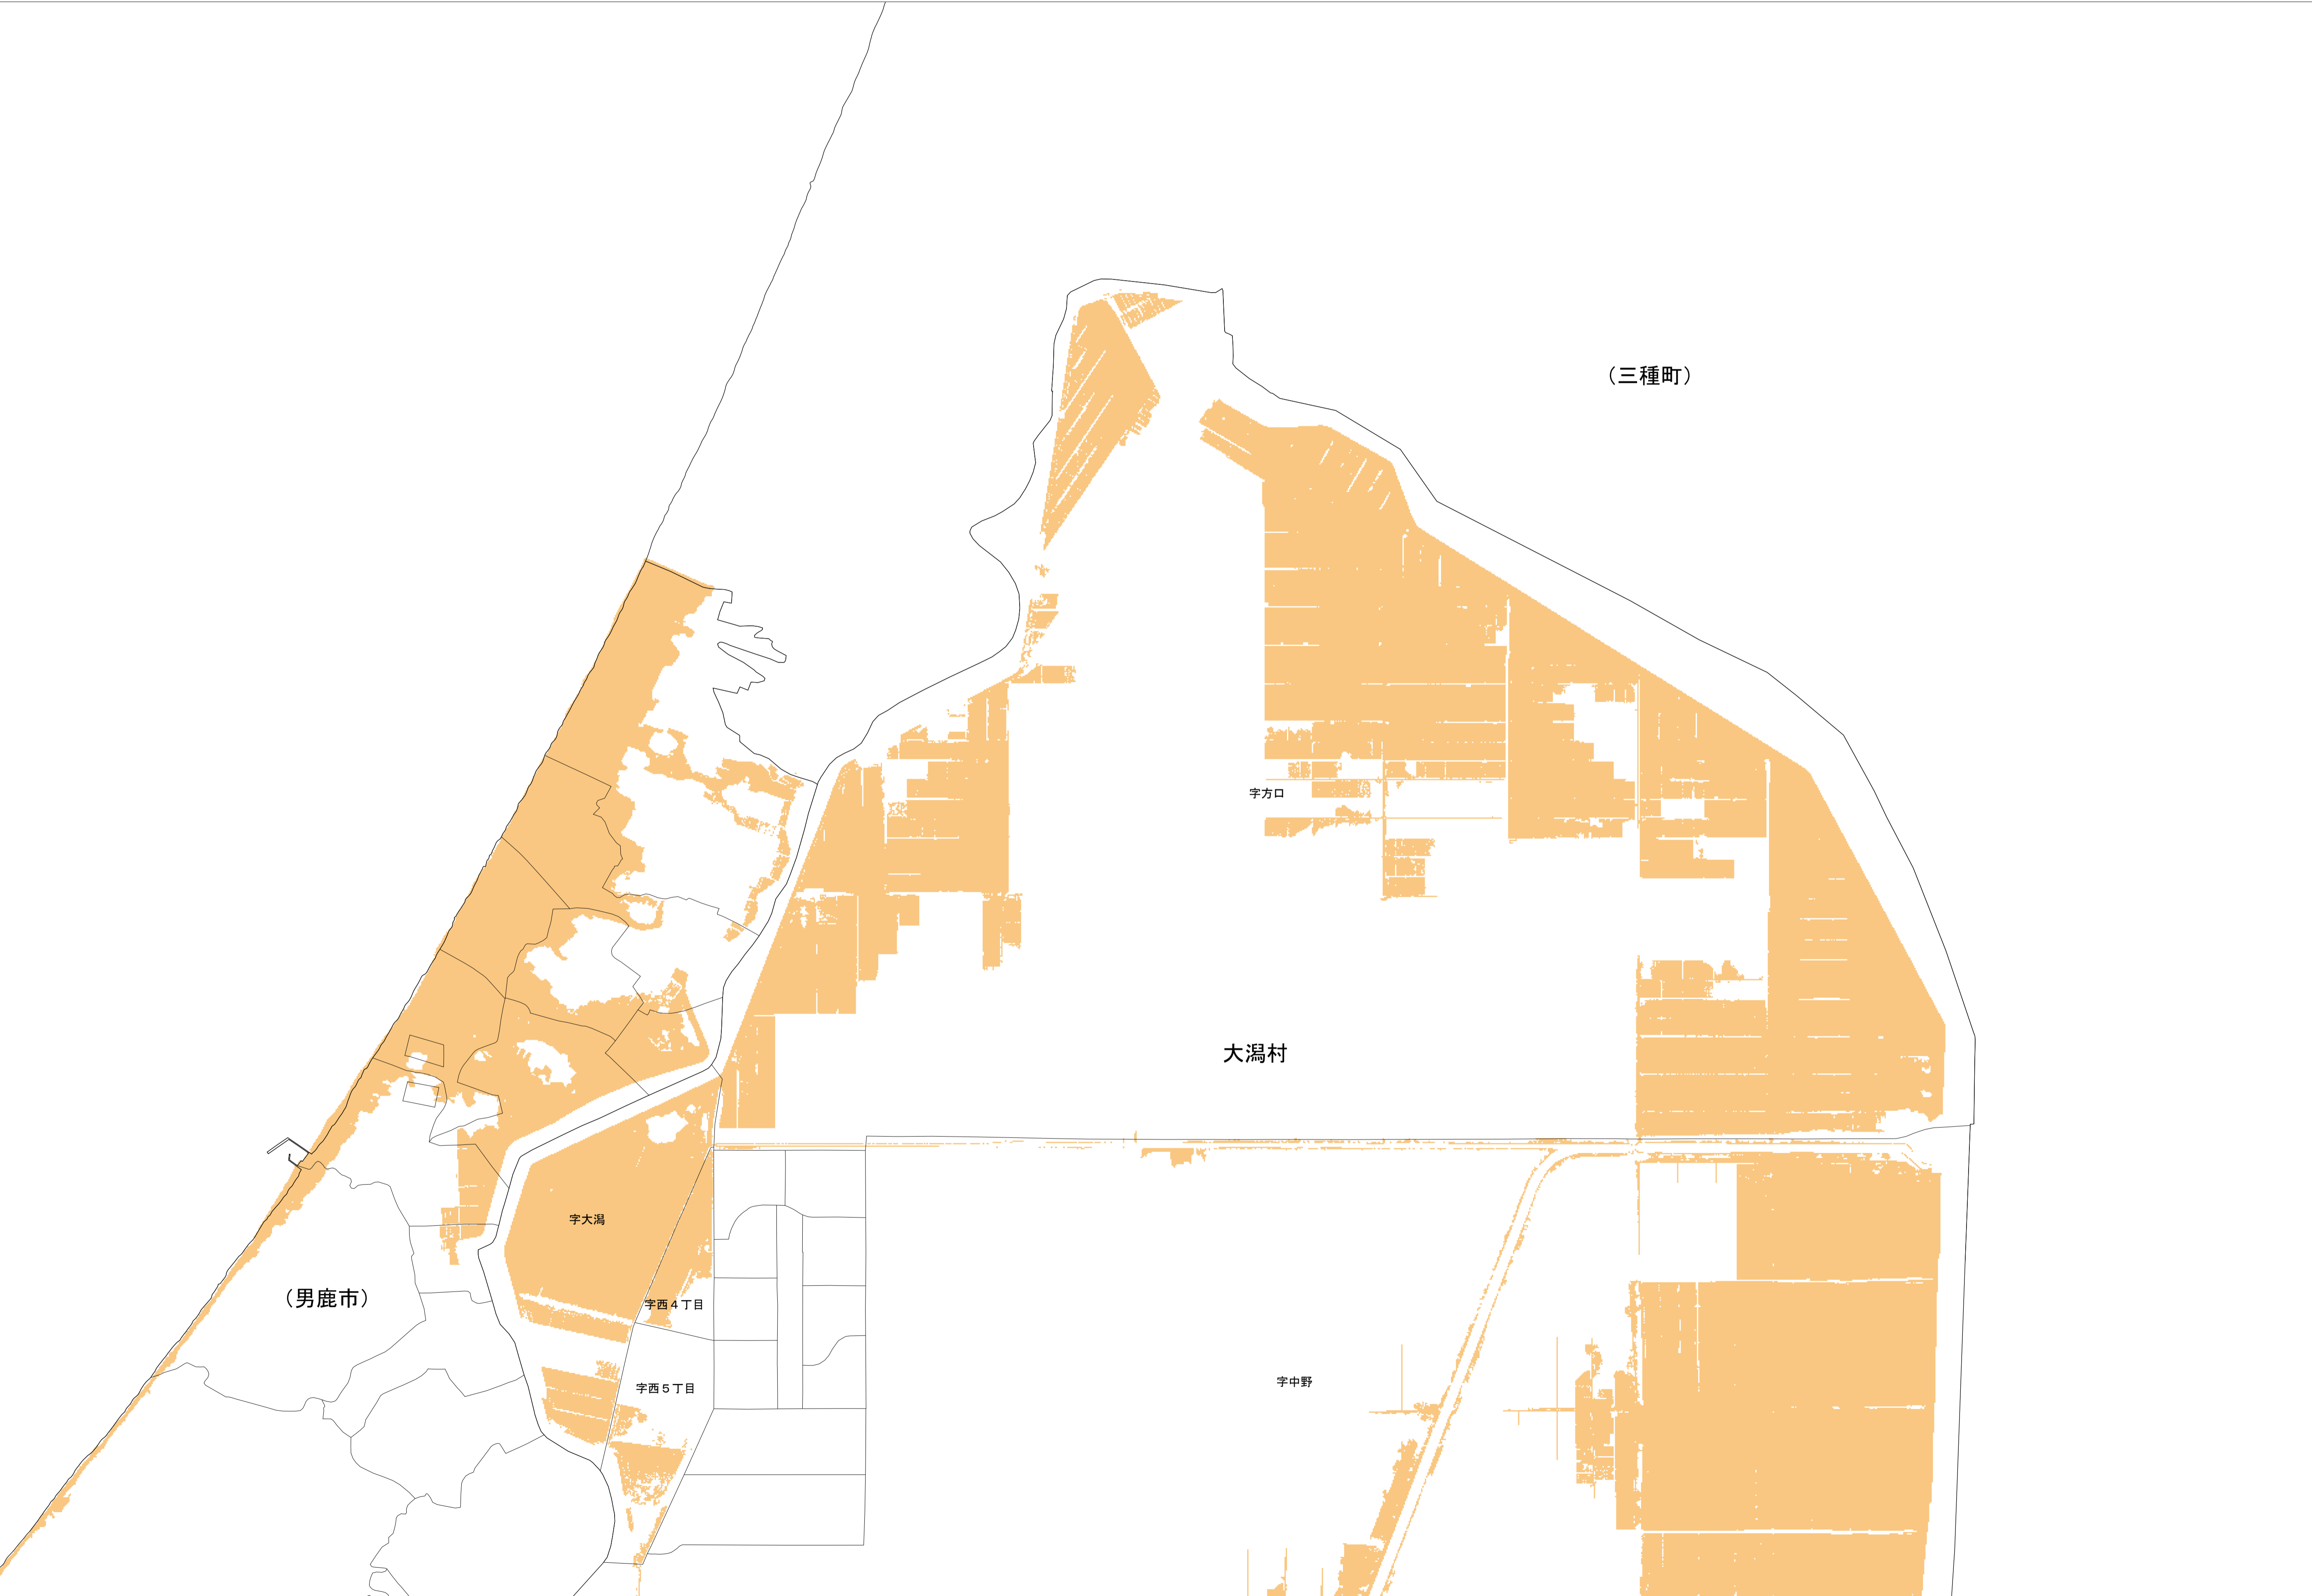 （三種町）
字方口
大潟村
字大潟
（男鹿市）
字西４丁目
字中野
字西５丁目